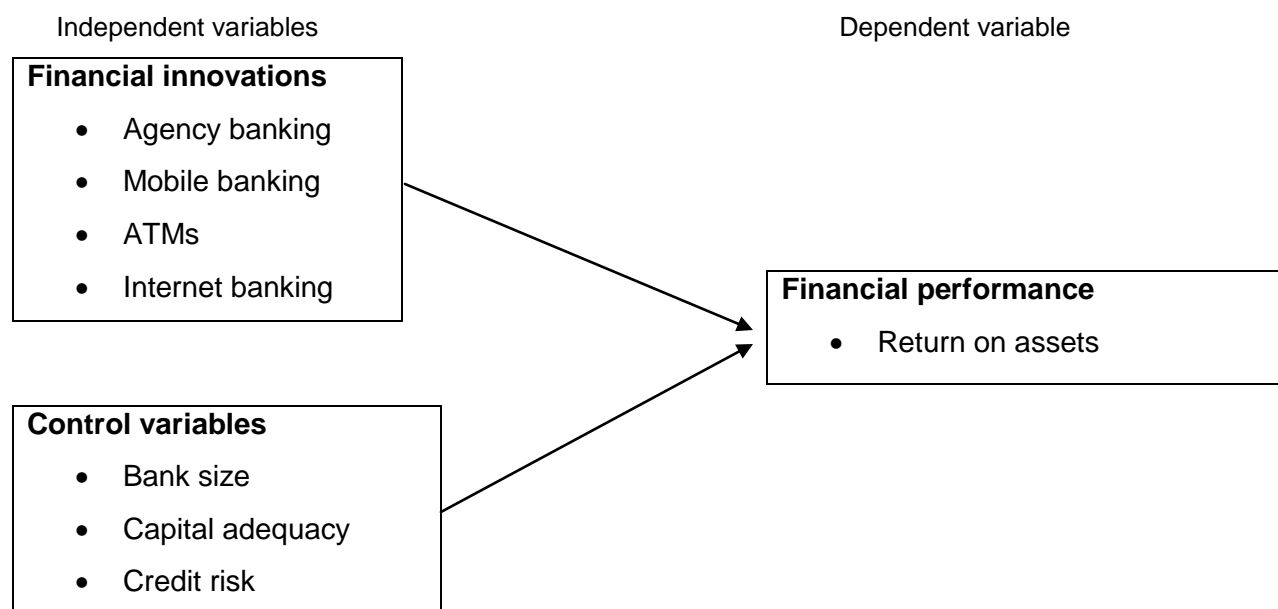 Independent variables
Dependent variable
Financial innovations
• Agency banking
• Mobile banking
• ATMs
• Internet banking
Financial performance
• Return on assets
Control variables
• Bank size
• Capital adequacy
• Credit risk